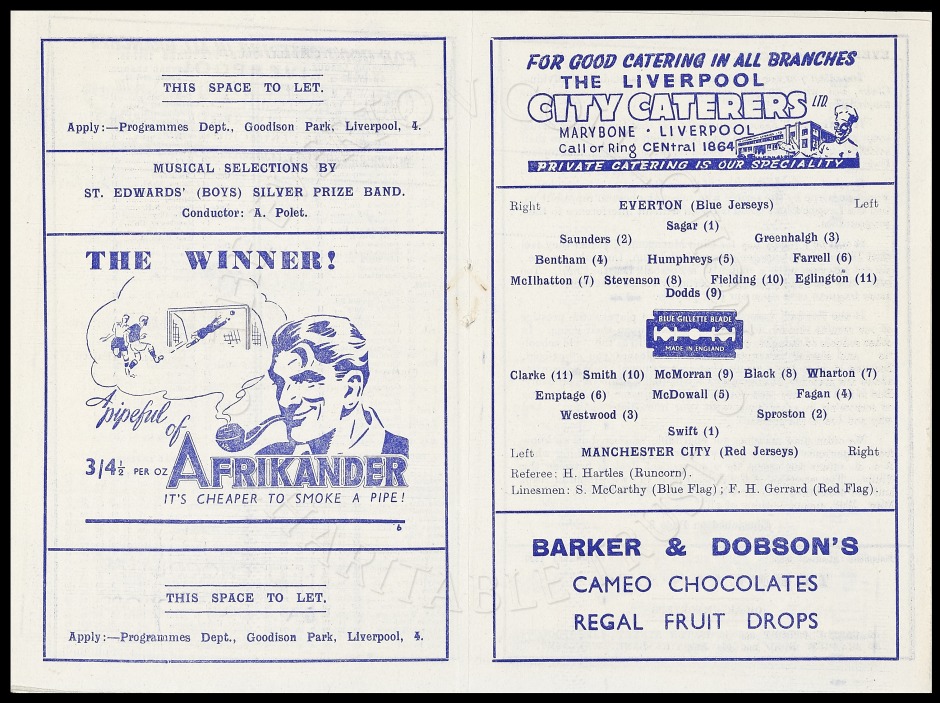 THIS SPACE TO LET.
Apply:—Programmes Dept., Goodison Park, Liverpool, 4.
MUSICAL SELECTIONS BY
ST. EDWARDS' (BOYS) SILVER PRIZE BAND.
Conductor: A. Polet.
THE WINNER!
A pipeful
of
AFRIKANDER
3/4½ PER OZ
IT'S CHEAPER TO SMOKE A PIPE!
6
THIS SPACE TO LET.
Apply:—Programmes Dept., Goodison Park, Liverpool, 4.
FOR GOOD CATERING IN ALL BRANCHES
THE LIVERPOOL
CITY CATERERS LTD.
MARYBONE · LIVERPOOL
Call or Ring CENtral 1864
PRIVATE CATERING IS OUR SPECIALITY
Right EVERTON (Blue Jerseys) Left
Sagar (1)
Saunders (2) Greenhalgh (3)
Bentham (4) Humphreys (5) Farrell (6)
McIlhatton (7) Stevenson (8) Fielding (10) Eglington (11)
Dodds (9)
BLUE GILLETTE BLADE
MADE IN ENGLAND
Clarke (11) Smith (10) McMorran (9) Black (8) Wharton (7)
Emptage (6) McDowall (5) Fagan (4)
Westwood (3) Sproston (2)
Swift (1)
Left MANCHESTER CITY (Red Jerseys) Right
Referee: H. Hartles (Runcorn).
Linesmen: S. McCarthy (Blue Flag) ; F. H. Gerrard (Red Flag).
BARKER & DOBSON'S
CAMEO CHOCOLATES
REGAL FRUIT DROPS